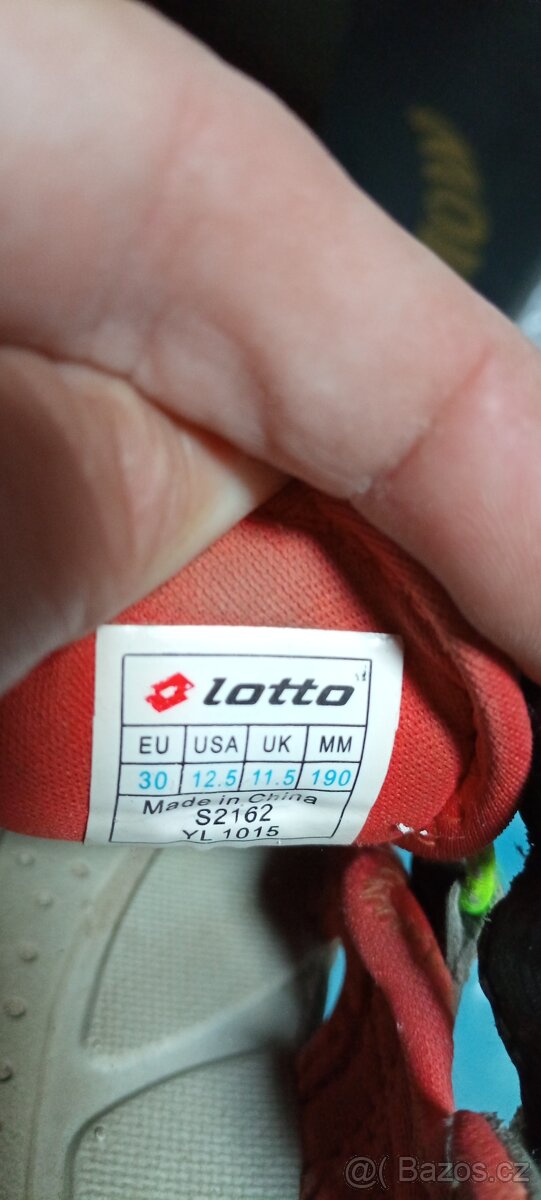 lotto
EU USA UK MM
30 12.5 11.5 190
Made in China
S2162
YL 1015
@( Bazos.cz